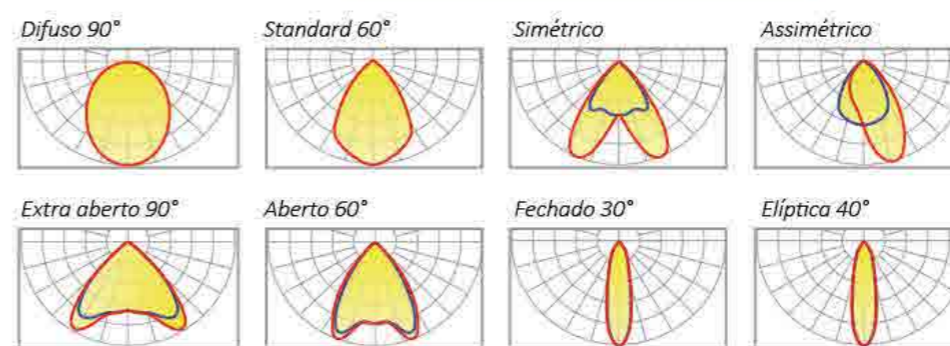 Difuso 90°
Standard 60°
Simétrico
Assimétrico
Extra aberto 90°
Aberto 60°
Fechado 30°
Elíptica 40°